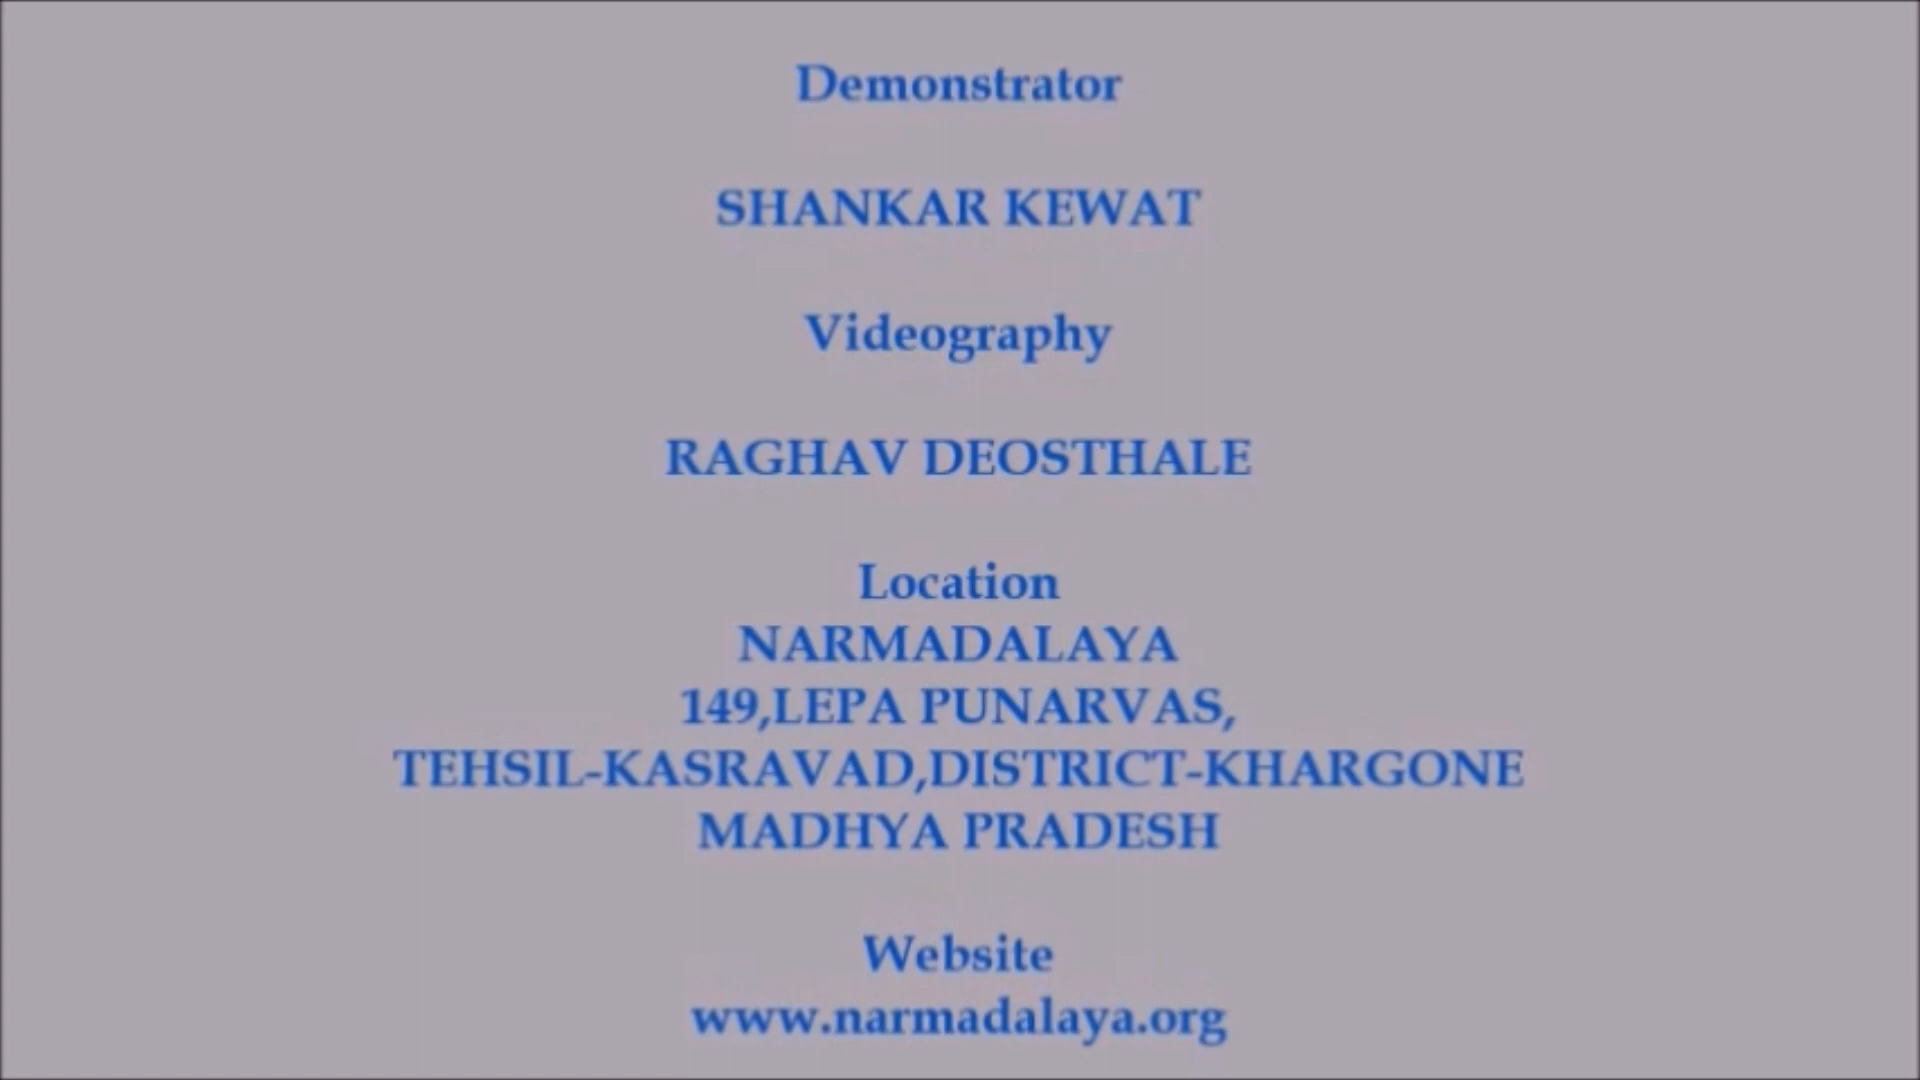 Demonstrator
SHANKAR KEWAT
Videography
RAGHAV DEOSTHALE
Location
NARMADALAYA
149,LEPA PUNARVAS,
TEHSIL-KASRAVAD,DISTRICT-KHARGONE
MADHYA PRADESH
Website
www.narmadalaya.org